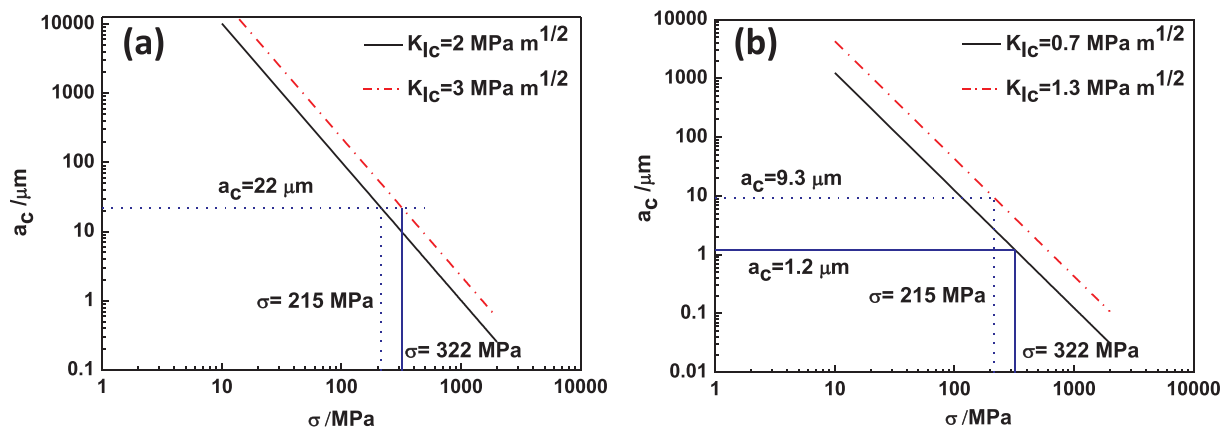 (a)
K_Ic=2 MPa m^1/2
K_Ic=3 MPa m^1/2
a_c=22 μm
σ= 215 MPa
σ= 322 MPa
a_c /μm
10000
1000
100
10
1
0.1
1
10
100
1000
10000
σ /MPa
(b)
K_Ic=0.7 MPa m^1/2
K_Ic=1.3 MPa m^1/2
a_c=9.3 μm
a_c=1.2 μm
σ= 215 MPa
σ= 322 MPa
a_c /μm
10000
1000
100
10
1
0.1
0.01
1
10
100
1000
10000
σ /MPa